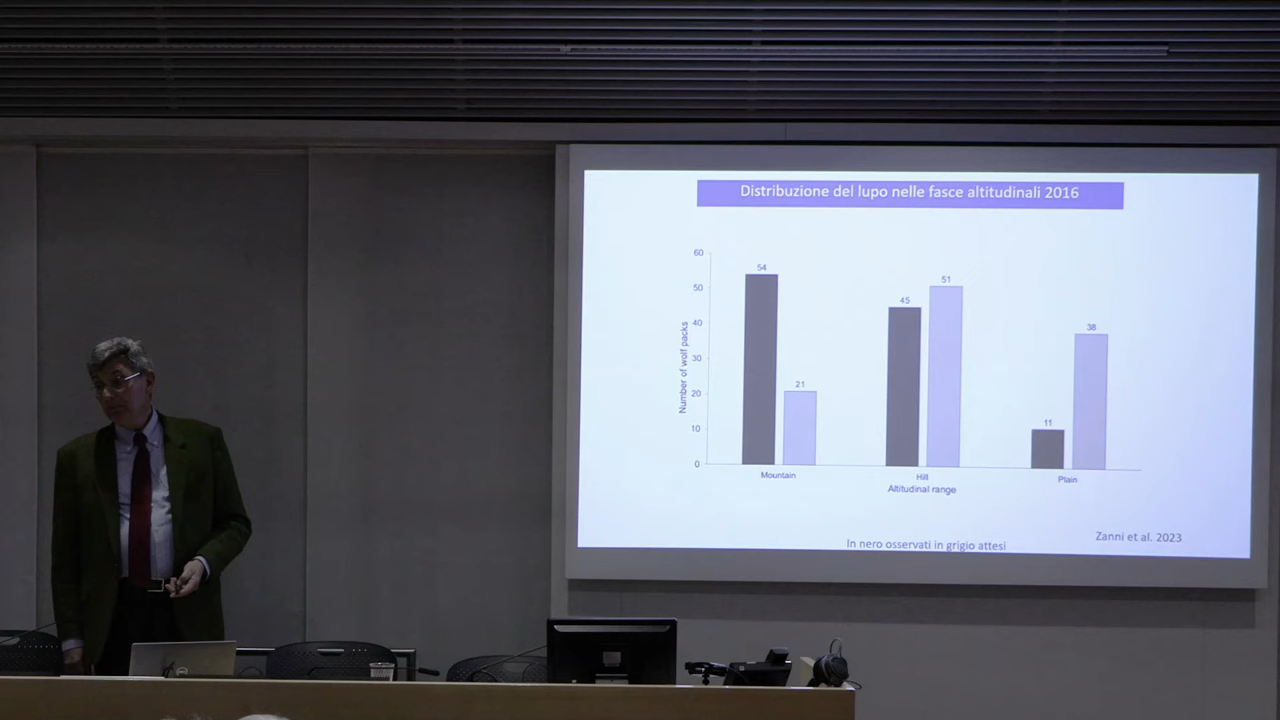 Distribuzione del lupo nelle fasce altitudinali 2016
60
50
40
30
20
10
0
Number of wolf packs
54
21
45
51
11
38
Mountain
Hill
Plain
Altitudinal range
In nero osservati in grigio attesi
Zanni et al. 2023